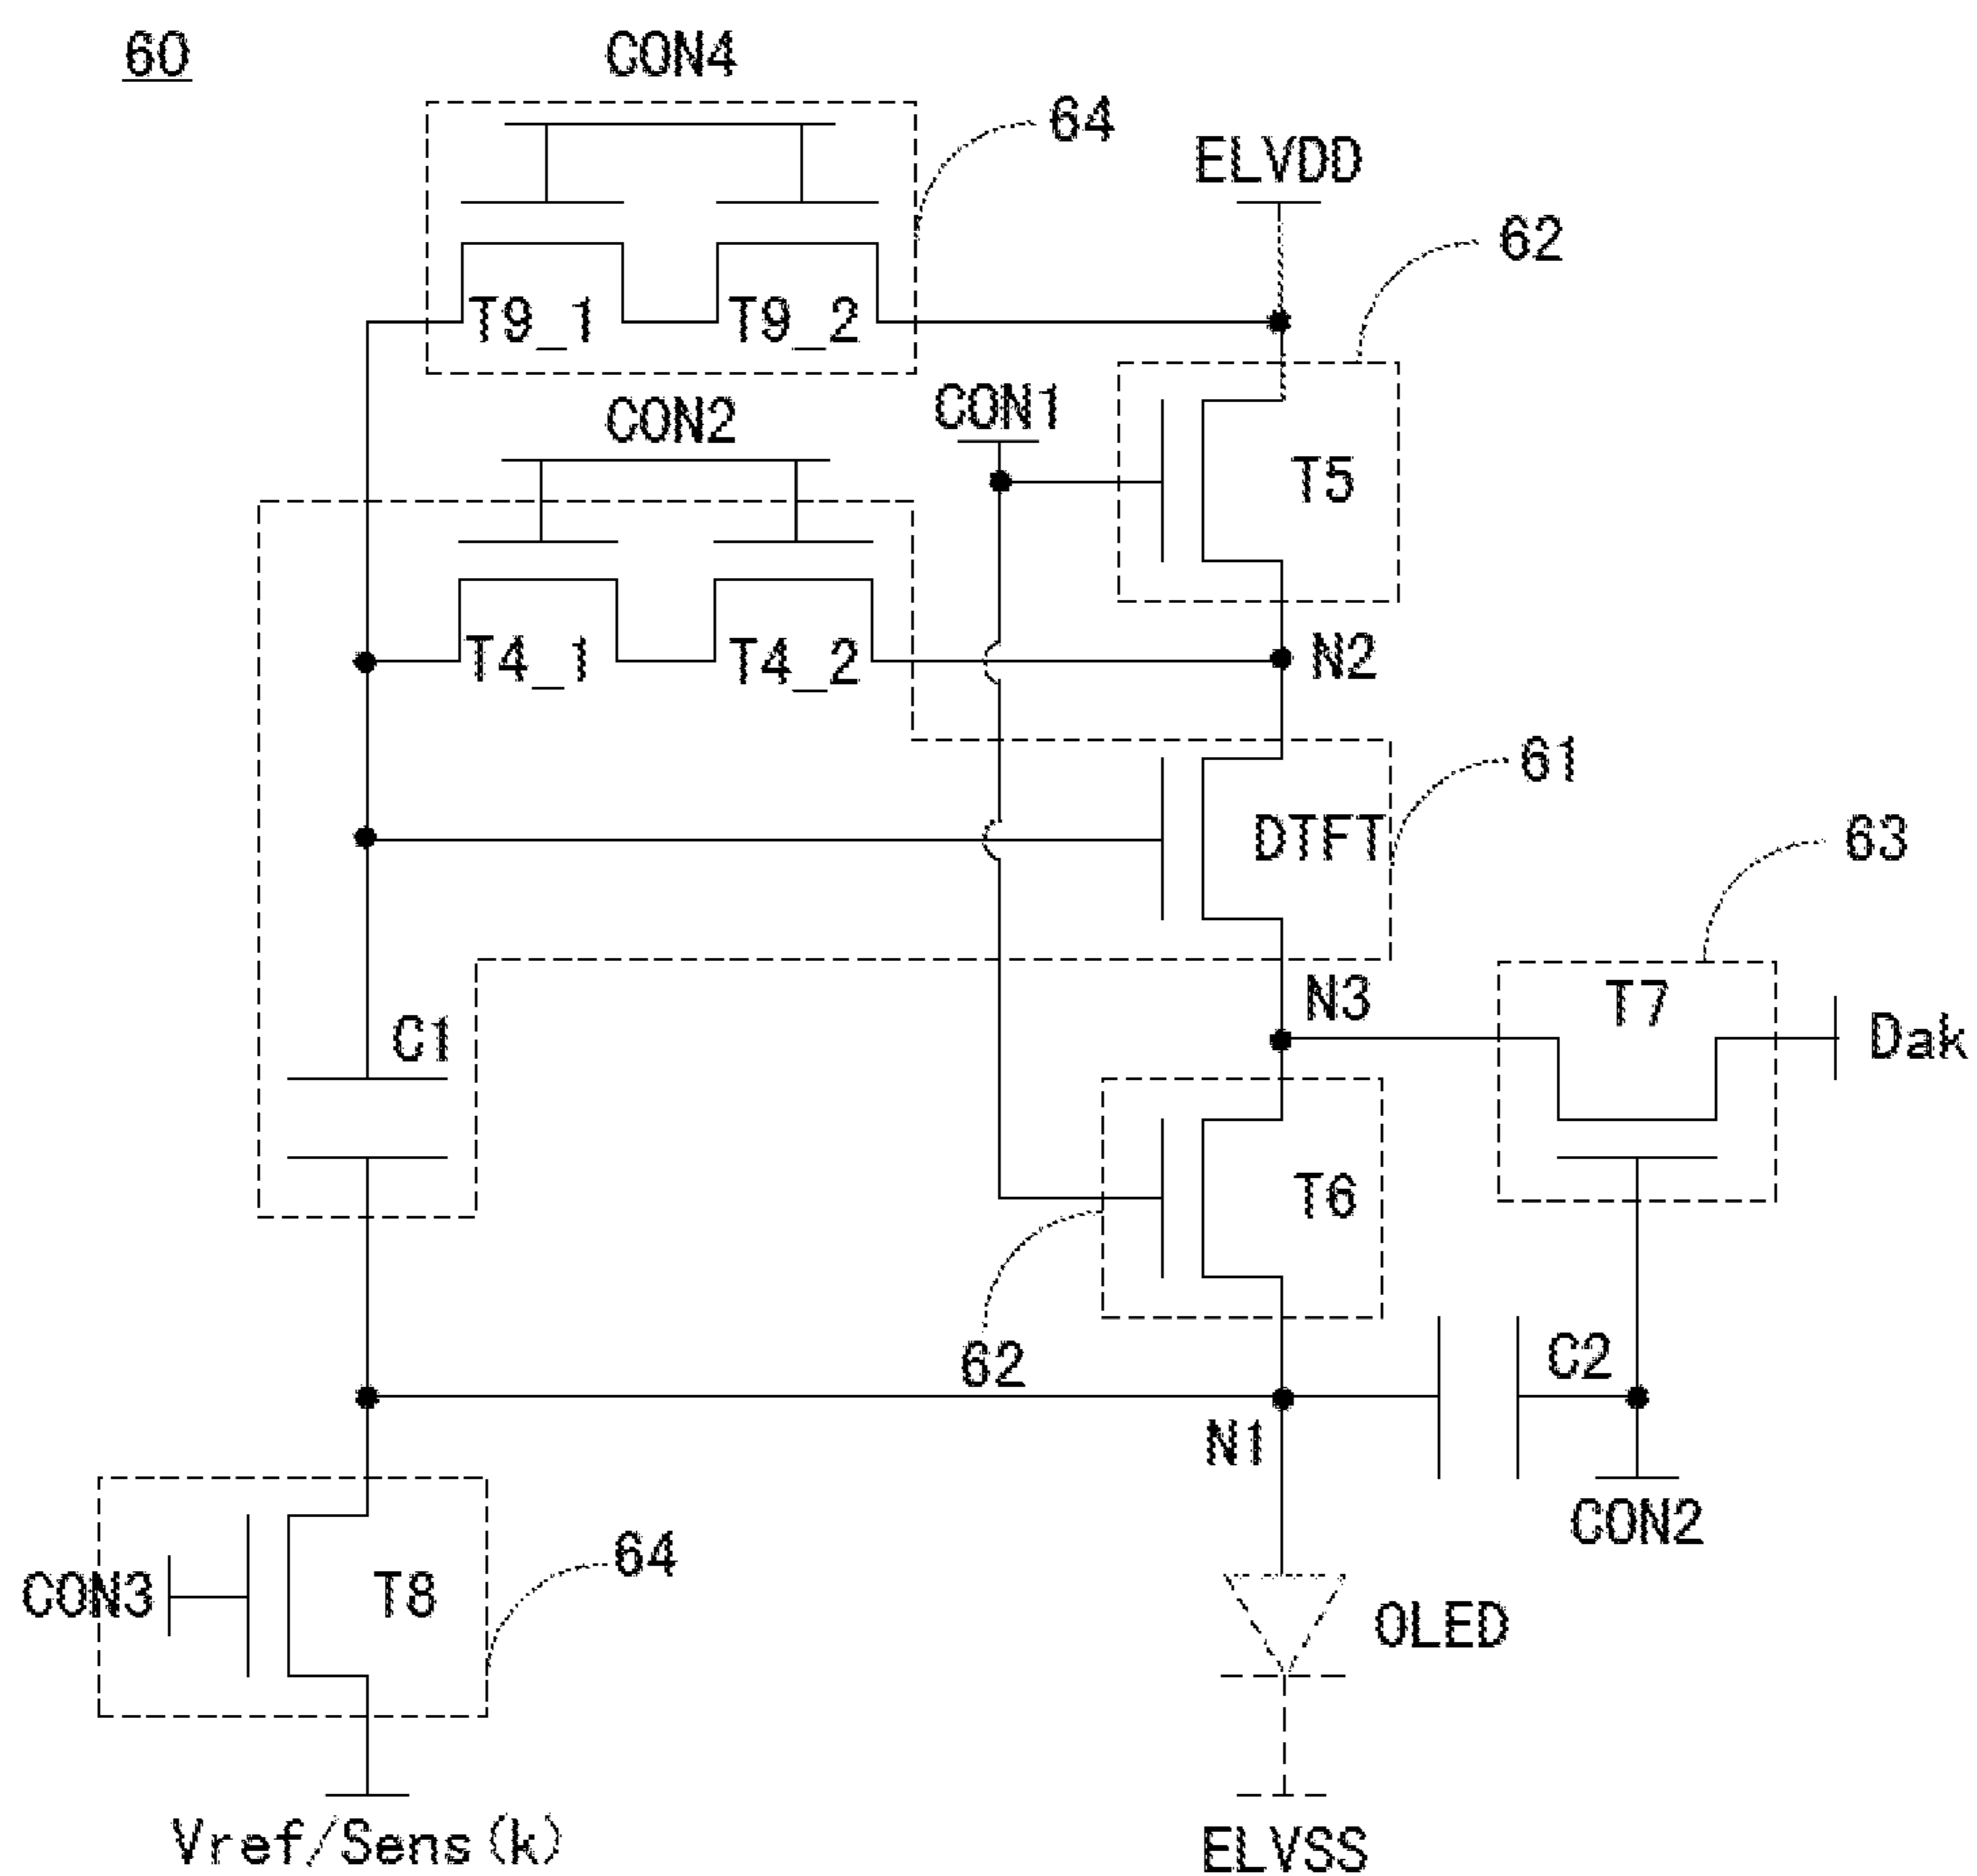 60
CON4
64
ELVDD
62
T9_1
T9_2
CON2
CON1
T5
T4_1
T4_2
N2
61
DTFT
63
N3
T7
C1
Dak
T6
62
C2
N1
CON2
64
CON3
T8
OLED
Vref/Sens(k)
ELVSS